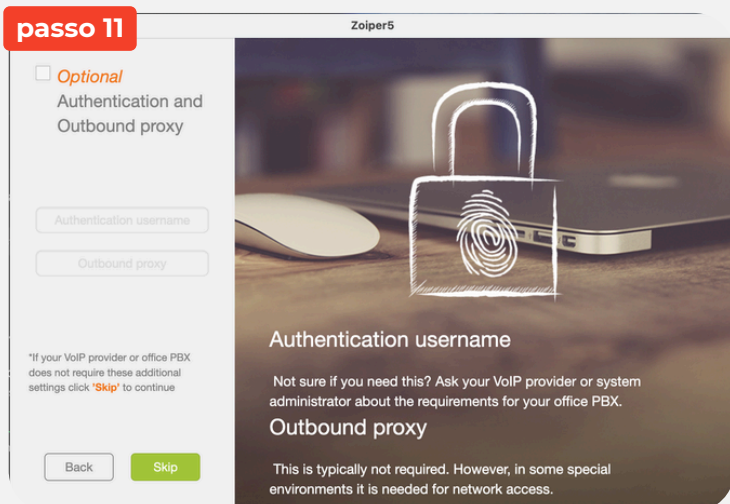 passo 11
Zoiper5
Optional
Authentication and
Outbound proxy
Authentication username
Outbound proxy
*If your VoIP provider or office PBX
does not require these additional
settings click 'Skip' to continue
Back
Skip
Authentication username
Not sure if you need this? Ask your VoIP provider or system
administrator about the requirements for your office PBX.
Outbound proxy
This is typically not required. However, in some special
environments it is needed for network access.